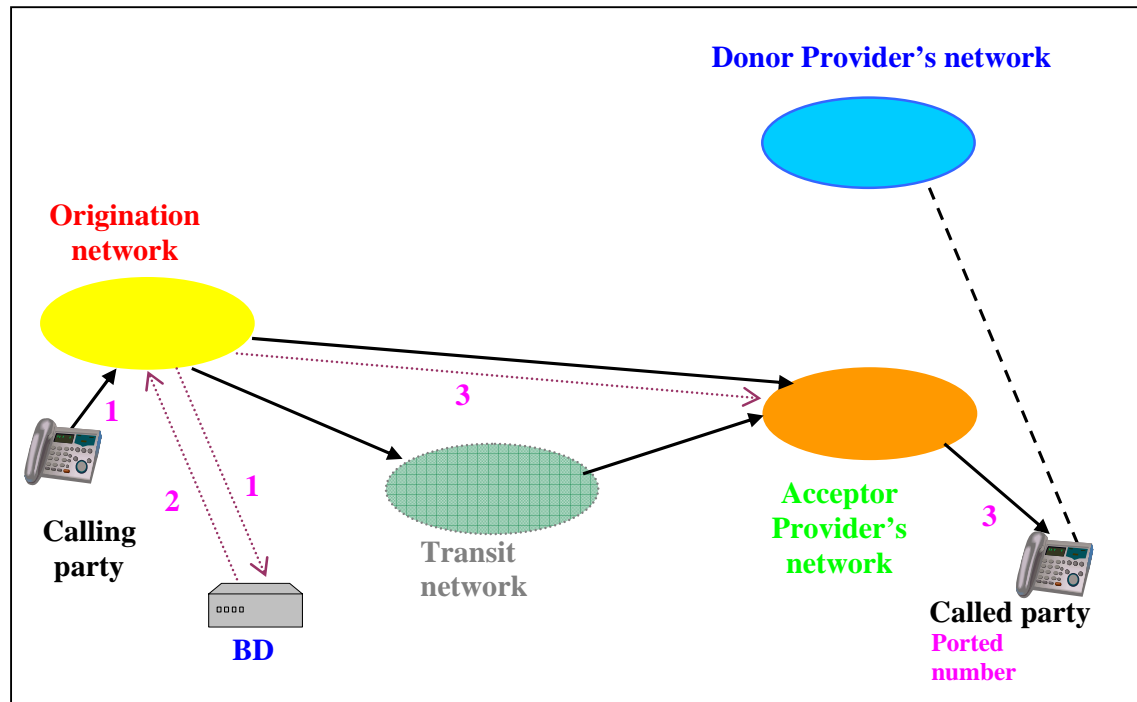 Donor Provider's network
Origination
network
3
1
1
2
Calling
party
Transit
network
Acceptor
Provider's
network
3
BD
Called party
Ported
number